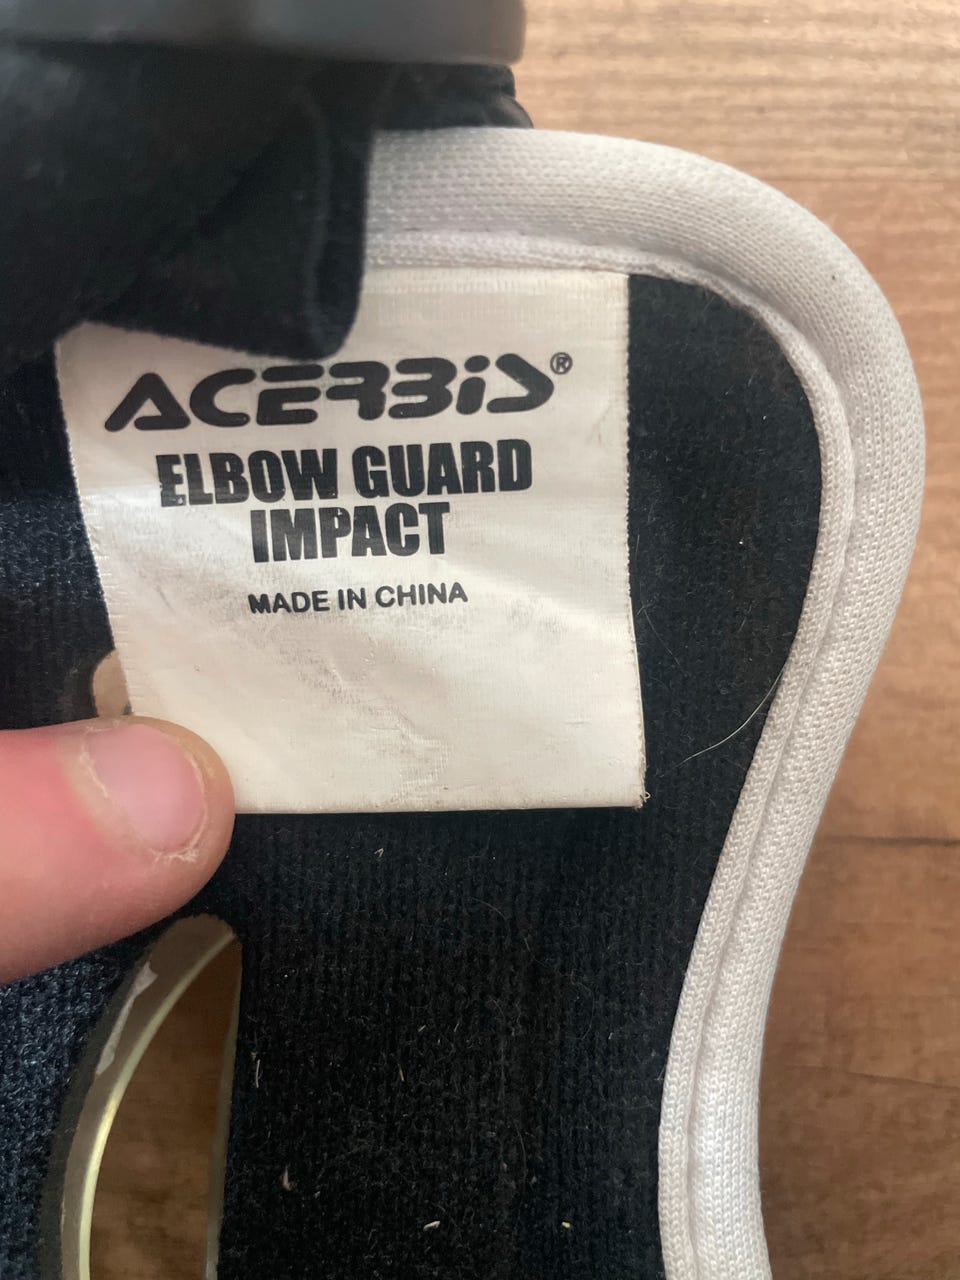 ACERBIS®
ELBOW GUARD
IMPACT
MADE IN CHINA